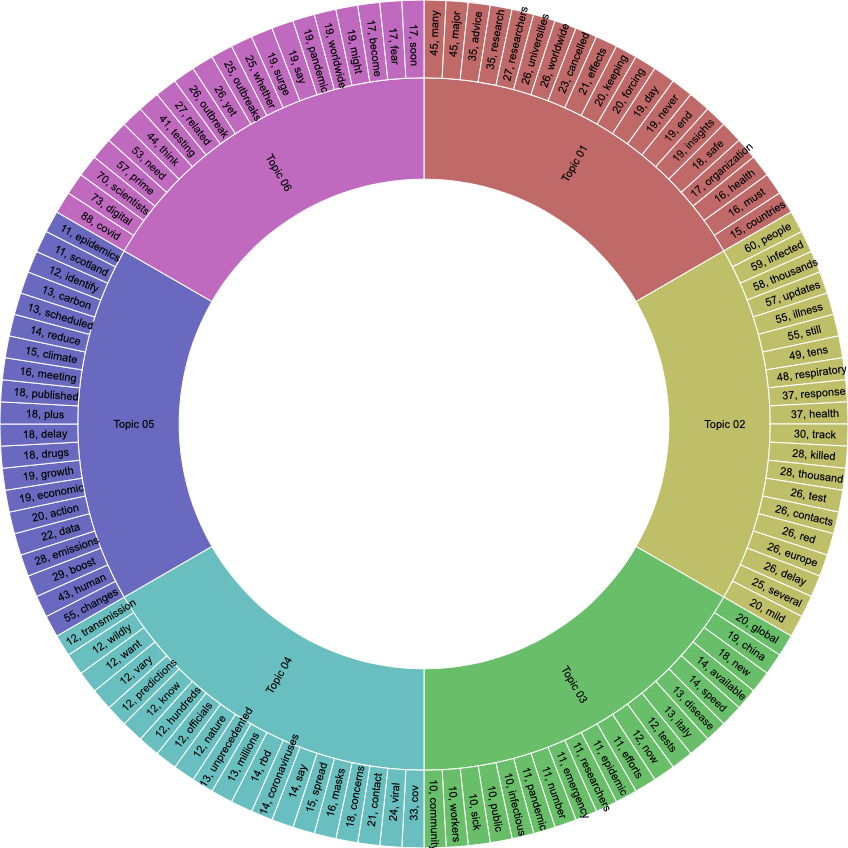 Topic 01
45, many
45, major
35, advice
35, research
27, researchers
26, universities
26, worldwide
23, cancelled
21, effects
20, keeping
20, forcing
19, day
19, never
19, end
19, insights
18, safe
17, organization
16, health
16, must
15, countries
Topic 02
60, people
59, infected
58, thousands
57, updates
55, illness
55, still
49, tens
48, respiratory
37, response
37, health
30, track
28, killed
28, thousand
26, test
26, contacts
26, red
26, europe
26, delay
25, several
20, mild
Topic 03
20, global
19, china
18, new
14, available
14, speed
13, disease
13, italy
12, tests
12, now
11, efforts
11, epidemic
11, researchers
11, emergency
11, number
11, pandemic
10, infectious
10, public
10, sick
10, workers
10, community
Topic 04
33, cov
24, viral
21, contact
18, concerns
16, masks
15, spread
14, say
14, coronaviruses
14, rbd
13, millions
13, unprecedented
12, nature
12, officials
12, hundreds
12, know
12, predictions
12, vary
12, want
12, wildly
12, transmission
Topic 05
55, changes
43, human
29, boost
28, emissions
22, data
20, action
19, economic
19, growth
18, drugs
18, delay
18, plus
18, published
16, meeting
15, climate
14, reduce
13, scheduled
13, carbon
12, identify
11, scotland
11, epidemics
Topic 06
88, covid
73, digital
70, scientists
57, prime
53, need
44, think
41, testing
27, related
26, outbreak
26, yet
25, outbreaks
25, whether
19, surge
19, say
19, pandemic
19, worldwide
19, might
17, become
17, fear
17, soon